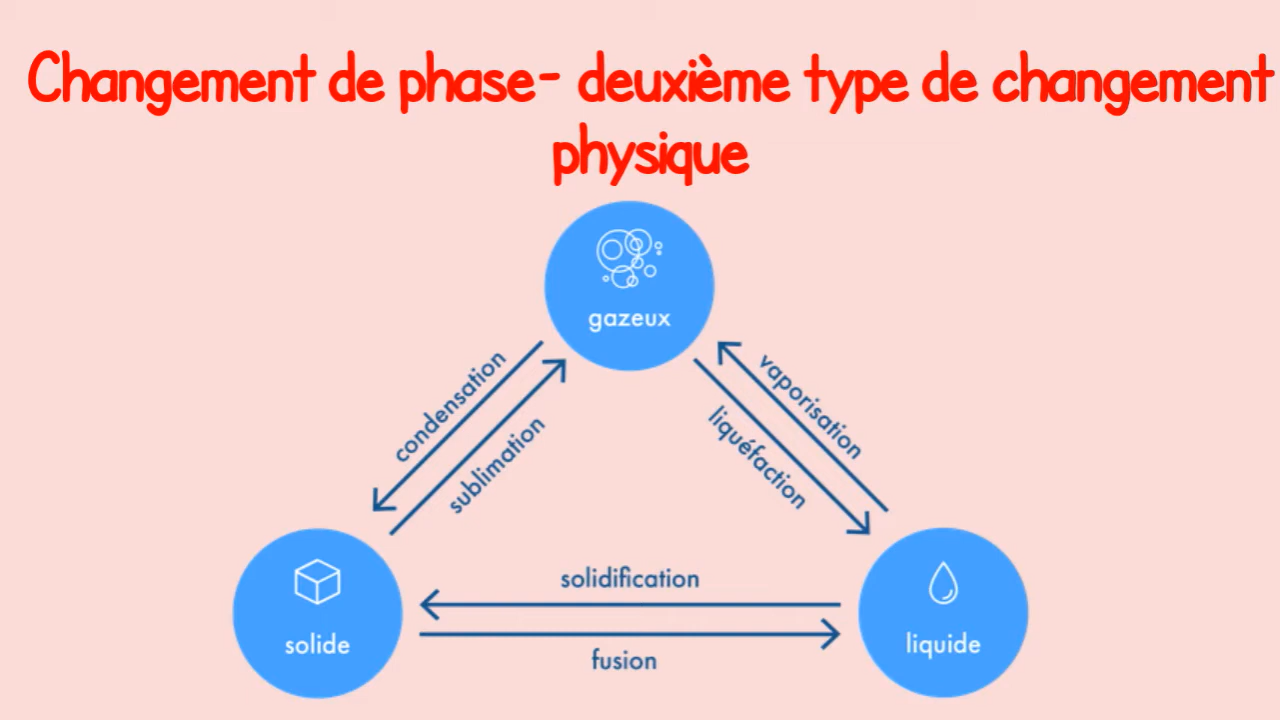 Changement de phase- deuxième type de changement
physique
gazeux
condensation
sublimation
vaporisation
liquéfaction
solidification
solide
liquide
fusion